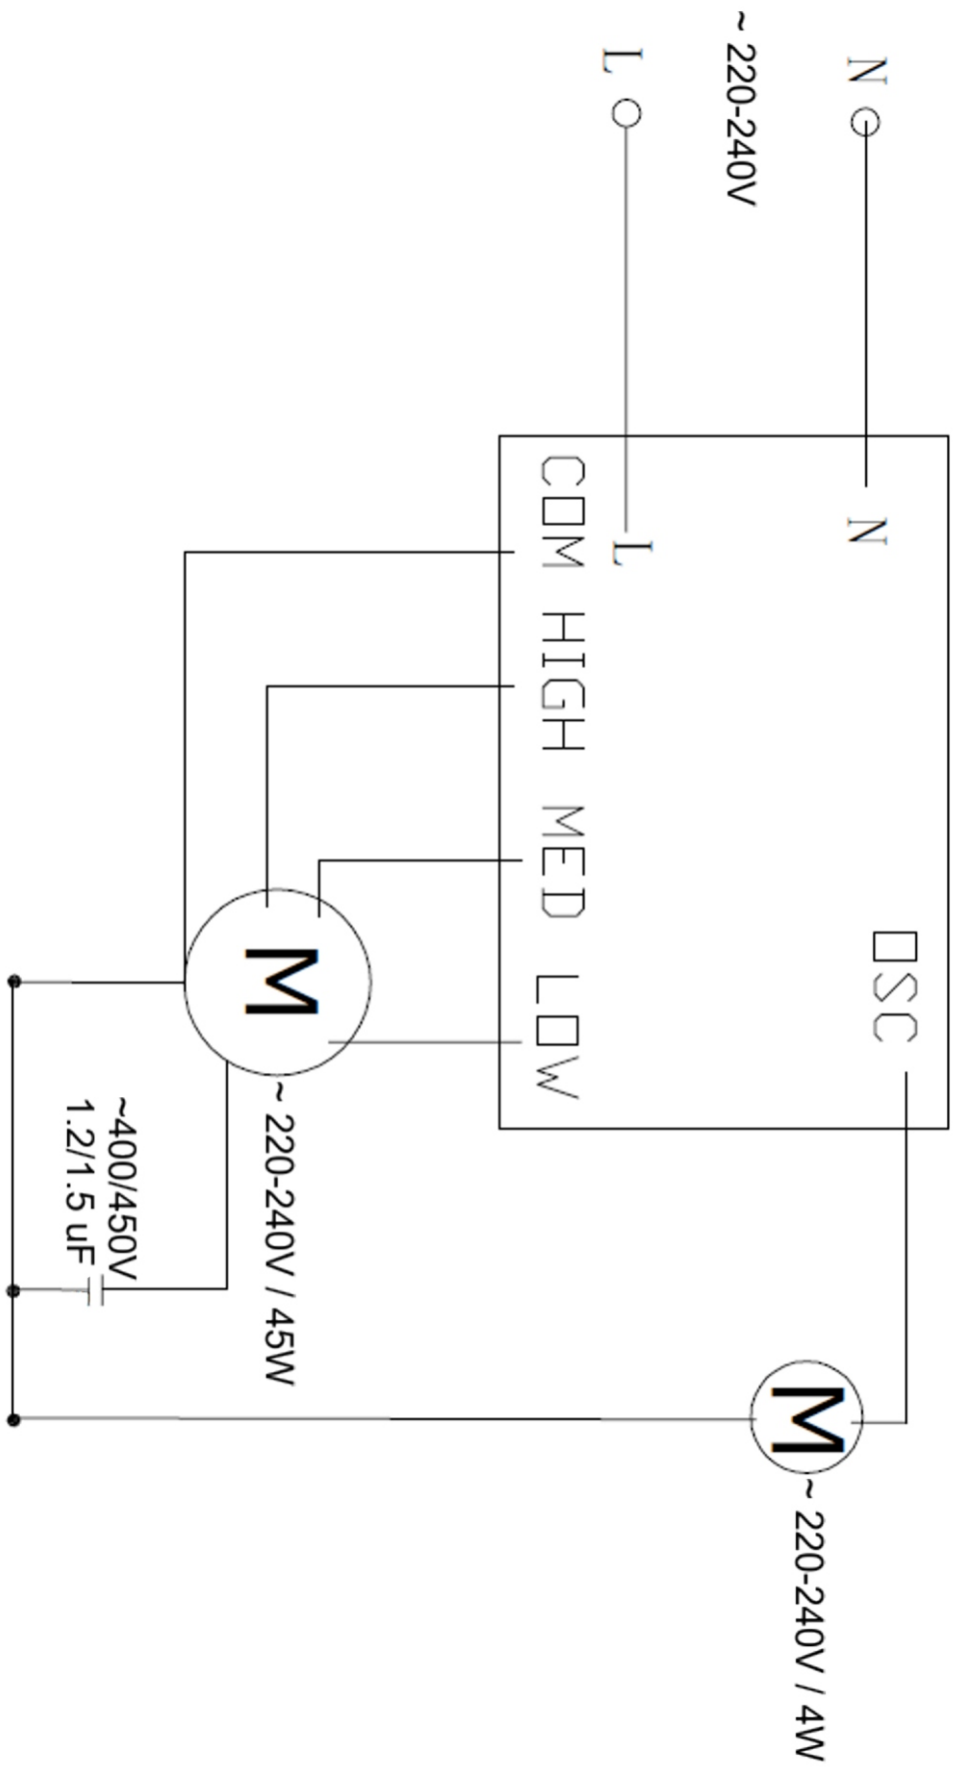 N
~ 220-240V
L
N
OSC
L
COM HIGH MED LOW
M
~ 220-240V / 4W
M
~ 220-240V / 45W
~400/450V
1.2/1.5 uF